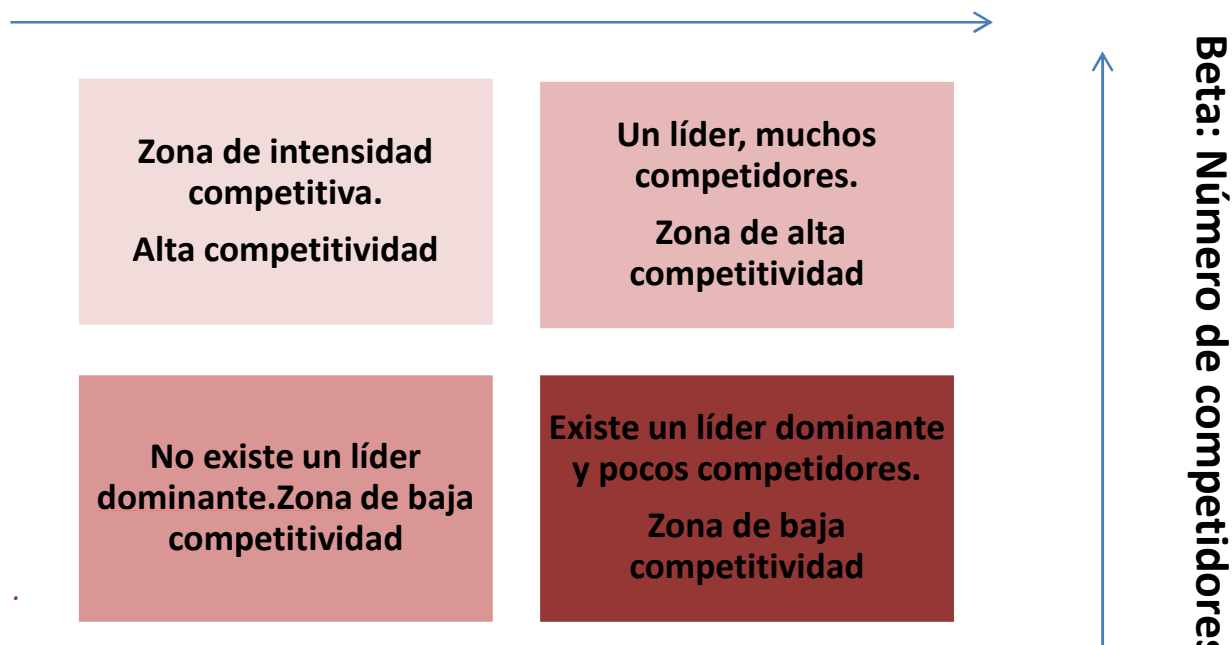 Zona de intensidad
competitiva.
Alta competitividad
Un líder, muchos
competidores.
Zona de alta
competitividad
No existe un líder
dominante.Zona de baja
competitividad
Existe un líder dominante
y pocos competidores.
Zona de baja
competitividad
.
Beta: Número de competidores